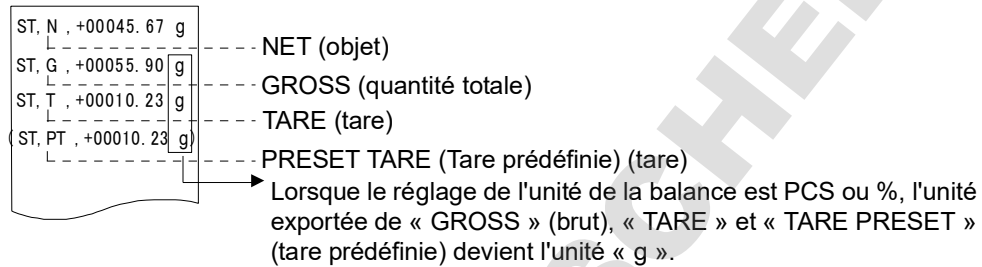 ST, N , +00045. 67 g
NET (objet)
ST, G , +00055. 90 g
GROSS (quantité totale)
ST, T , +00010. 23 g
TARE (tare)
( ST, PT , +00010. 23 g)
PRESET TARE (Tare prédéfinie) (tare)
Lorsque le réglage de l'unité de la balance est PCS ou %, l'unité
exportée de « GROSS » (brut), « TARE » et « TARE PRESET »
(tare prédéfinie) devient l'unité « g ».